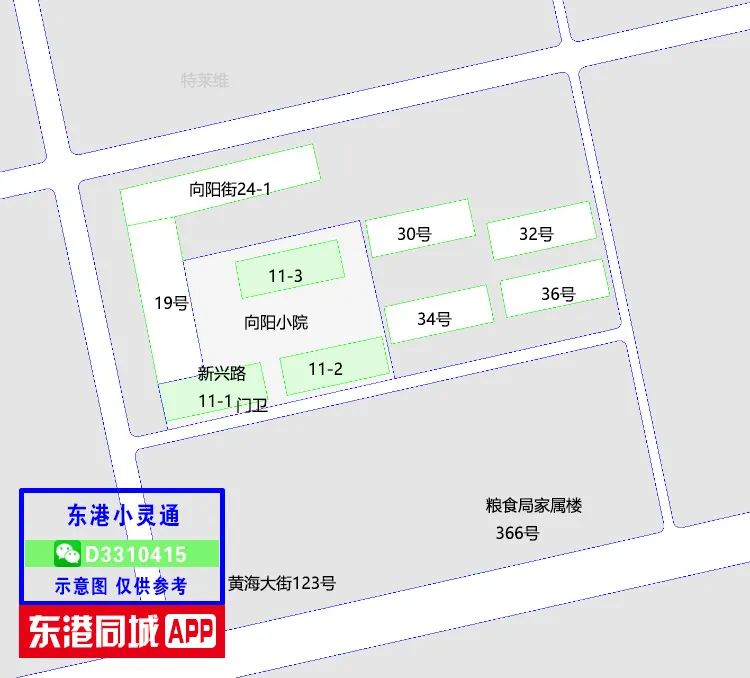 特莱维
向阳街24-1
30号
32号
11-3
36号
19号
34号
向阳小院
11-2
新兴路
11-1
门卫
粮食局家属楼
366号
东港小灵通
D3310415
示意图 仅供参考
黄海大街123号
东港同城APP